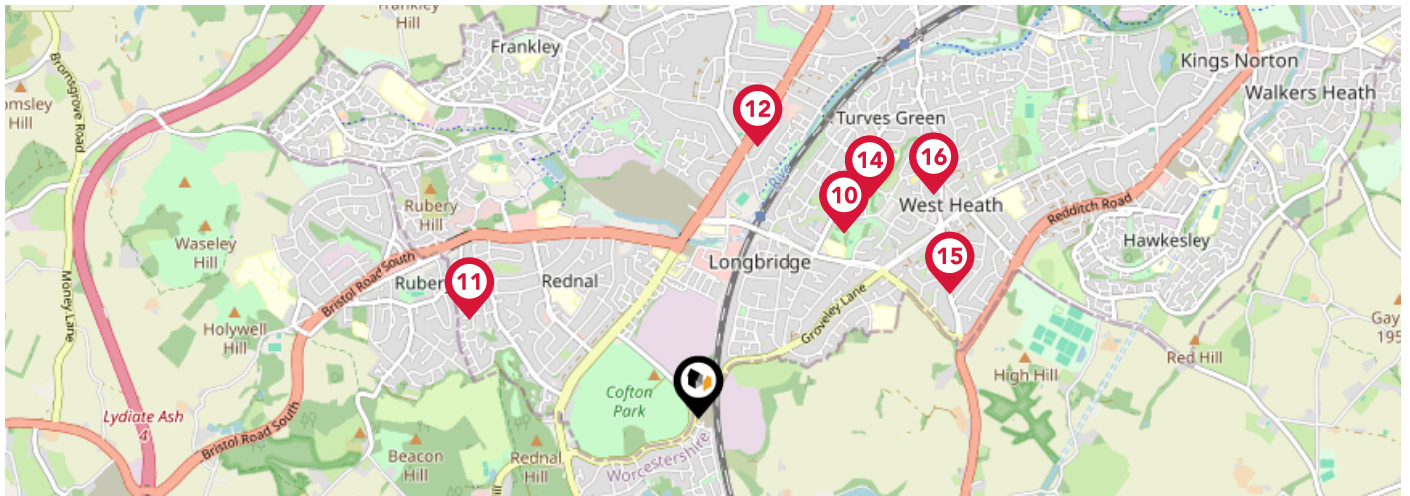 Frankley
Hill
Frankley
Kings Norton
Bromsgrove Road
omsley
Hill
Walkers Heath
12
Turves Green
14
16
River
10
Rubery
Hill
West Heath
Redditch Road
Waseley
Hill
Hawkesley
15
Longbridge
Bristol Road South
Ruber
11
Rednal
Money Lane
Groveley Lane
Holywell
Hill
Gay
195
Red Hill
High Hill
Cofton
Park
Lydiate Ash
4
Bristol Road South
Worcestershire
Beacon
Hill
Rednal
Hill